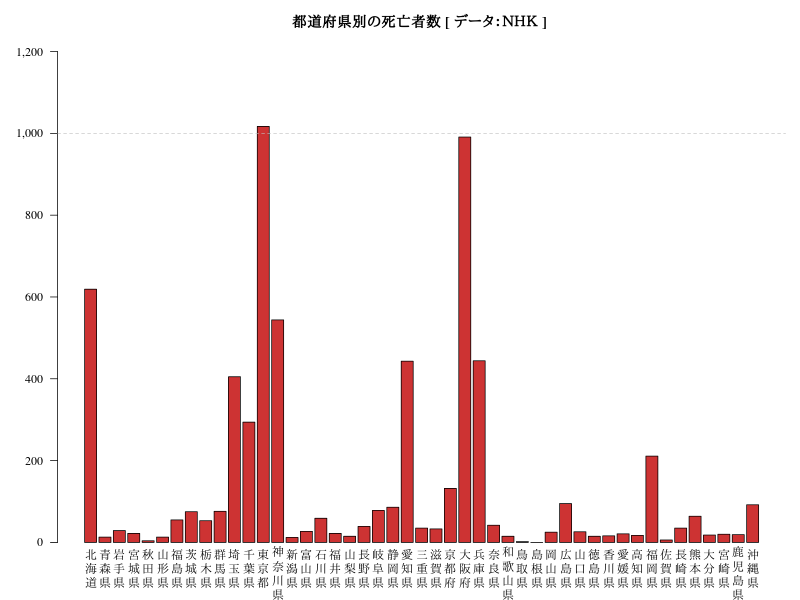 都道府県別の死亡者数 [ データ：NHK ]
1,200
1,000
800
600
400
200
0
北海道
青森県
岩手県
宮城県
秋田県
山形県
福島県
茨城県
栃木県
群馬県
埼玉県
千葉県
東京都
神奈川県
新潟県
富山県
石川県
福井県
山梨県
長野県
岐阜県
静岡県
愛知県
三重県
滋賀県
京都府
大阪府
兵庫県
奈良県
和歌山県
鳥取県
島根県
岡山県
広島県
山口県
徳島県
香川県
愛媛県
高知県
福岡県
佐賀県
長崎県
熊本県
大分県
宮崎県
鹿児島県
沖縄県